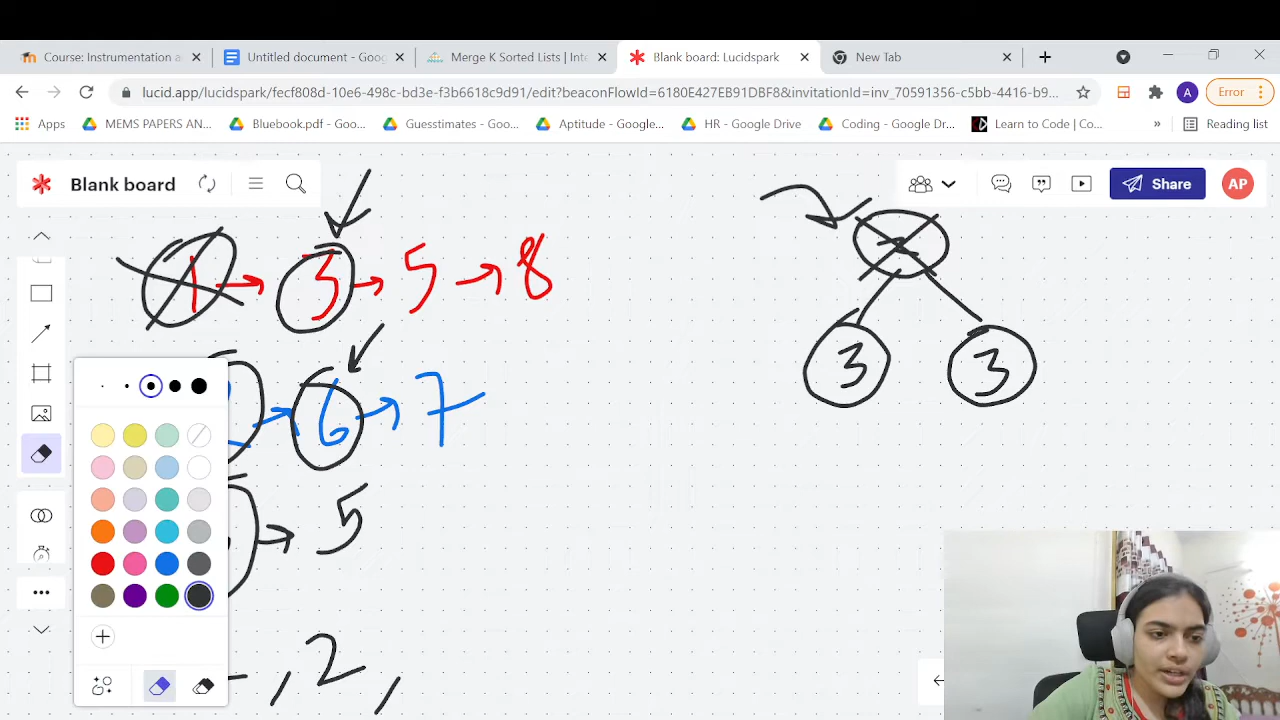 Course: Instrumentation a
Untitled document - Goog
Merge K Sorted Lists | Inte
Blank board: Lucidspark
New Tab
lucid.app/lucidspark/fecf808d-10e6-498c-bd3e-f3b6618c9d91/edit?beaconFlowId=6180E427EB91DBF8&invitationId=inv_70591356-c5bb-4416-b9...
A
Error
Apps
MEMS PAPERS AN...
Bluebook.pdf - Goo...
Guesstimates - Goo...
Aptitude - Google...
HR - Google Drive
Coding - Google Dr...
Learn to Code | Co...
»
Reading list
Blank board
Share
AP
1 → 3 → 5 → 8
→ 6 → 7
→ 5
, 2 ,
2
3 3